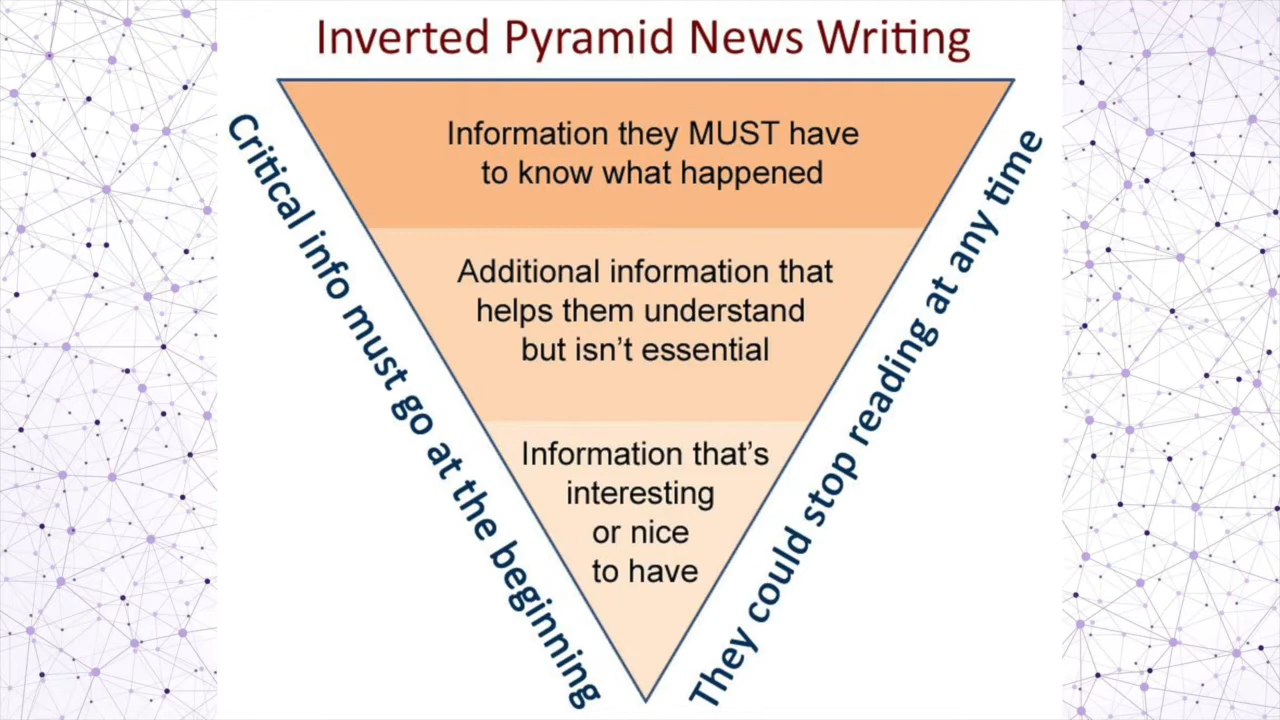 Inverted Pyramid News Writing
Critical info must go at the beginning
Information they MUST have
to know what happened
Additional information that
helps them understand
but isn’t essential
Information that’s
interesting
or nice
to have
They could stop reading at any time